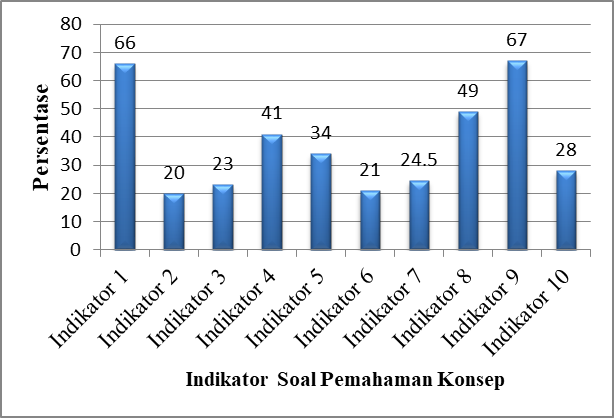 Persentase
80
70
60
50
40
30
20
10
0
66
20
23
41
34
21
24.5
49
67
28
Indikator 1
Indikator 2
Indikator 3
Indikator 4
Indikator 5
Indikator 6
Indikator 7
Indikator 8
Indikator 9
Indikator 10
Indikator Soal Pemahaman Konsep